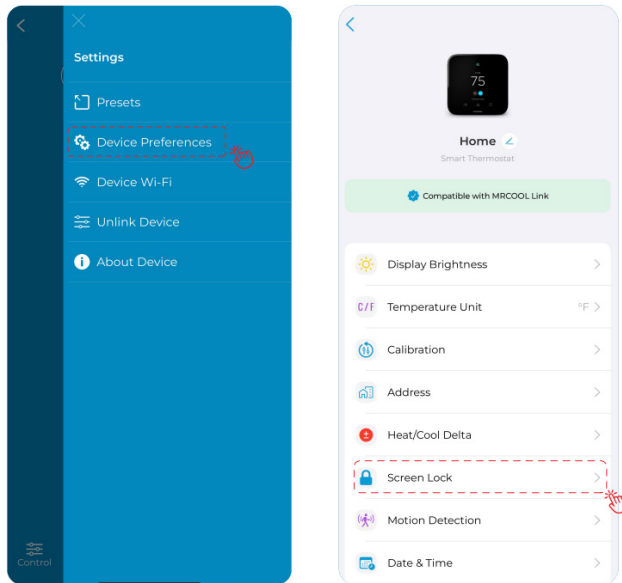 Settings
Presets
Device Preferences
Device Wi-Fi
Unlink Device
About Device
Control
75
Home
Smart Thermostat
Compatible with MRCOOL Link
Display Brightness
C/F Temperature Unit °F
Calibration
Address
Heat/Cool Delta
Screen Lock
Motion Detection
Date & Time